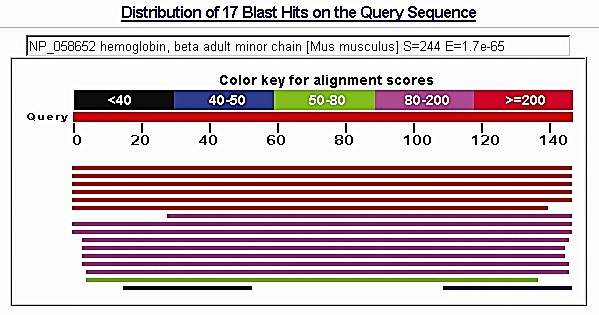 Distribution of 17 Blast Hits on the Query Sequence
NP_058652 hemoglobin, beta adult minor chain [Mus musculus] S=244 E=1.7e-65
Color key for alignment scores
<40 40-50 50-80 80-200 >=200
Query
0 20 40 60 80 100 120 140